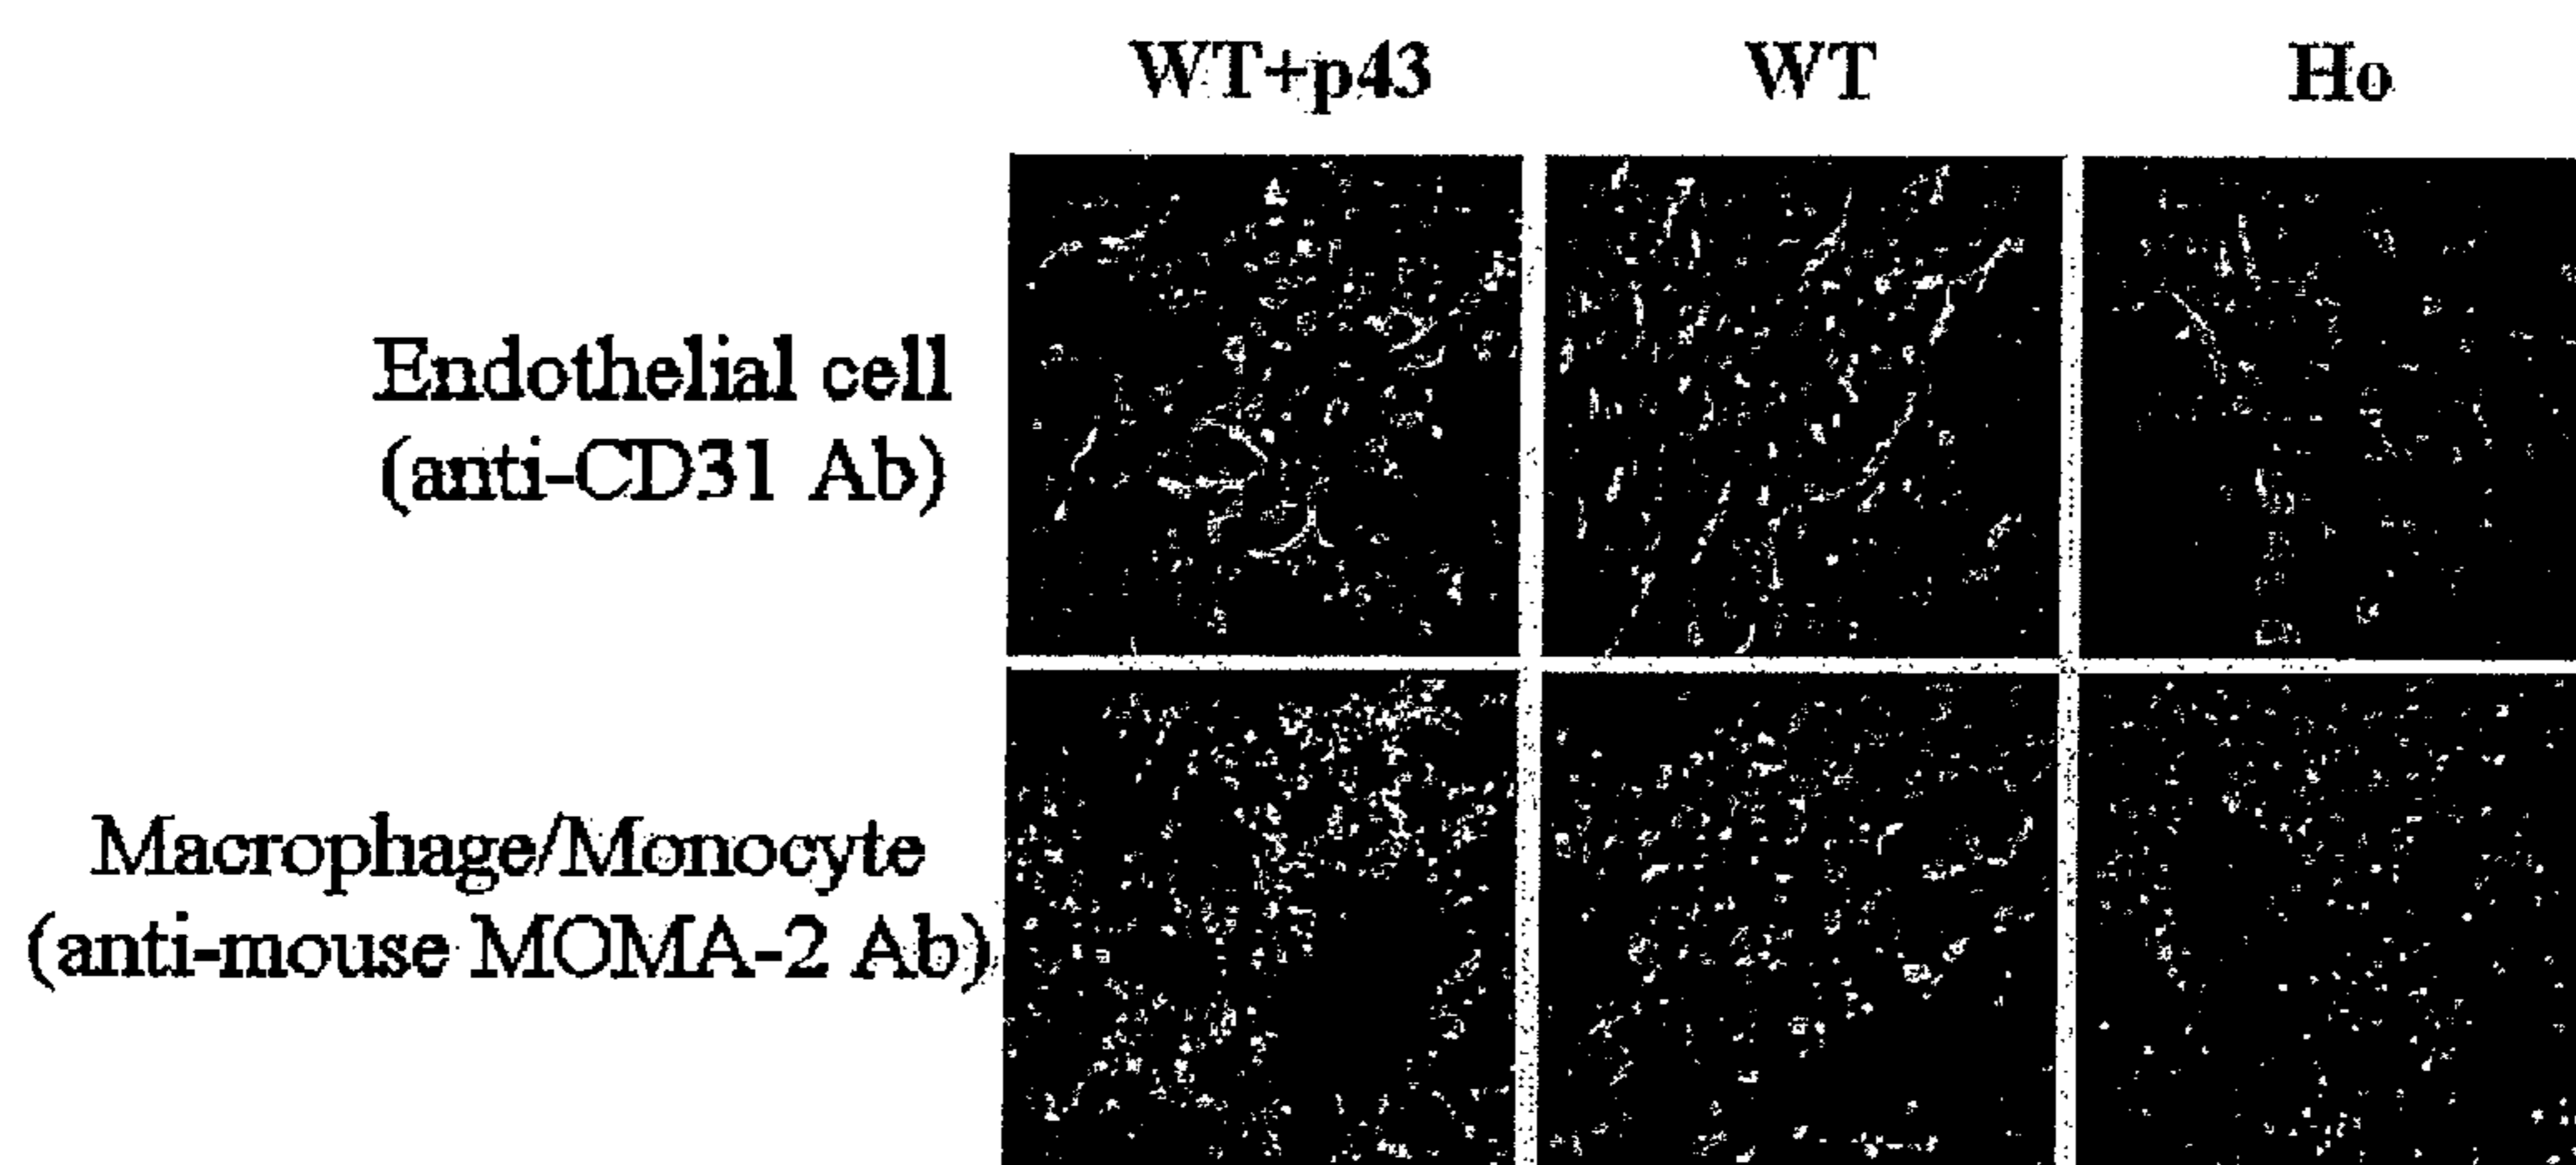 WT+p43 WT Ho
Endothelial cell
(anti-CD31 Ab)
Macrophage/Monocyte
(anti-mouse MOMA-2 Ab)